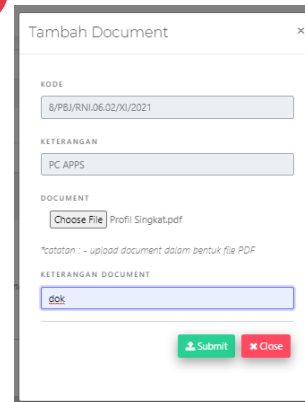 Tambah Document
×
KODE
8/PBJ/RNI.06.02/XI/2021
KETERANGAN
PC APPS
DOCUMENT
Choose File Profil Singkat.pdf
*catatan : - upload document dalam bentuk file PDF
KETERANGAN DOCUMENT
dok
Submit × Close